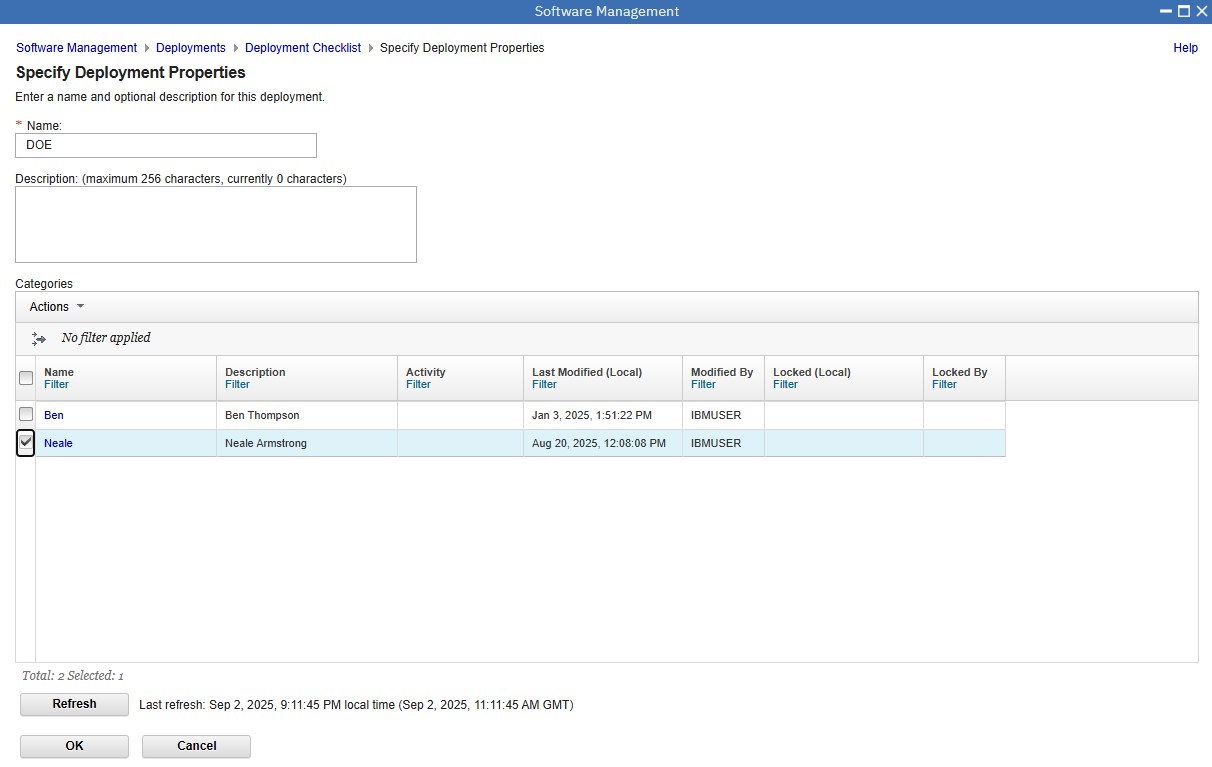 Software Management
Software Management Deployments Deployment Checklist Specify Deployment Properties Help
Specify Deployment Properties
Enter a name and optional description for this deployment.
* Name:
DOE
Description: (maximum 256 characters, currently 0 characters)
Categories
Actions
No filter applied
Name Description Activity Last Modified (Local) Modified By Locked (Local) Locked By
Filter Filter Filter Filter Filter Filter Filter
Ben Ben Thompson Jan 3, 2025, 1:51:22 PM IBMUSER
Neale Neale Armstrong Aug 20, 2025, 12:08:08 PM IBMUSER
Total: 2 Selected: 1
Refresh Last refresh: Sep 2, 2025, 9:11:45 PM local time (Sep 2, 2025, 11:11:45 AM GMT)
OK Cancel